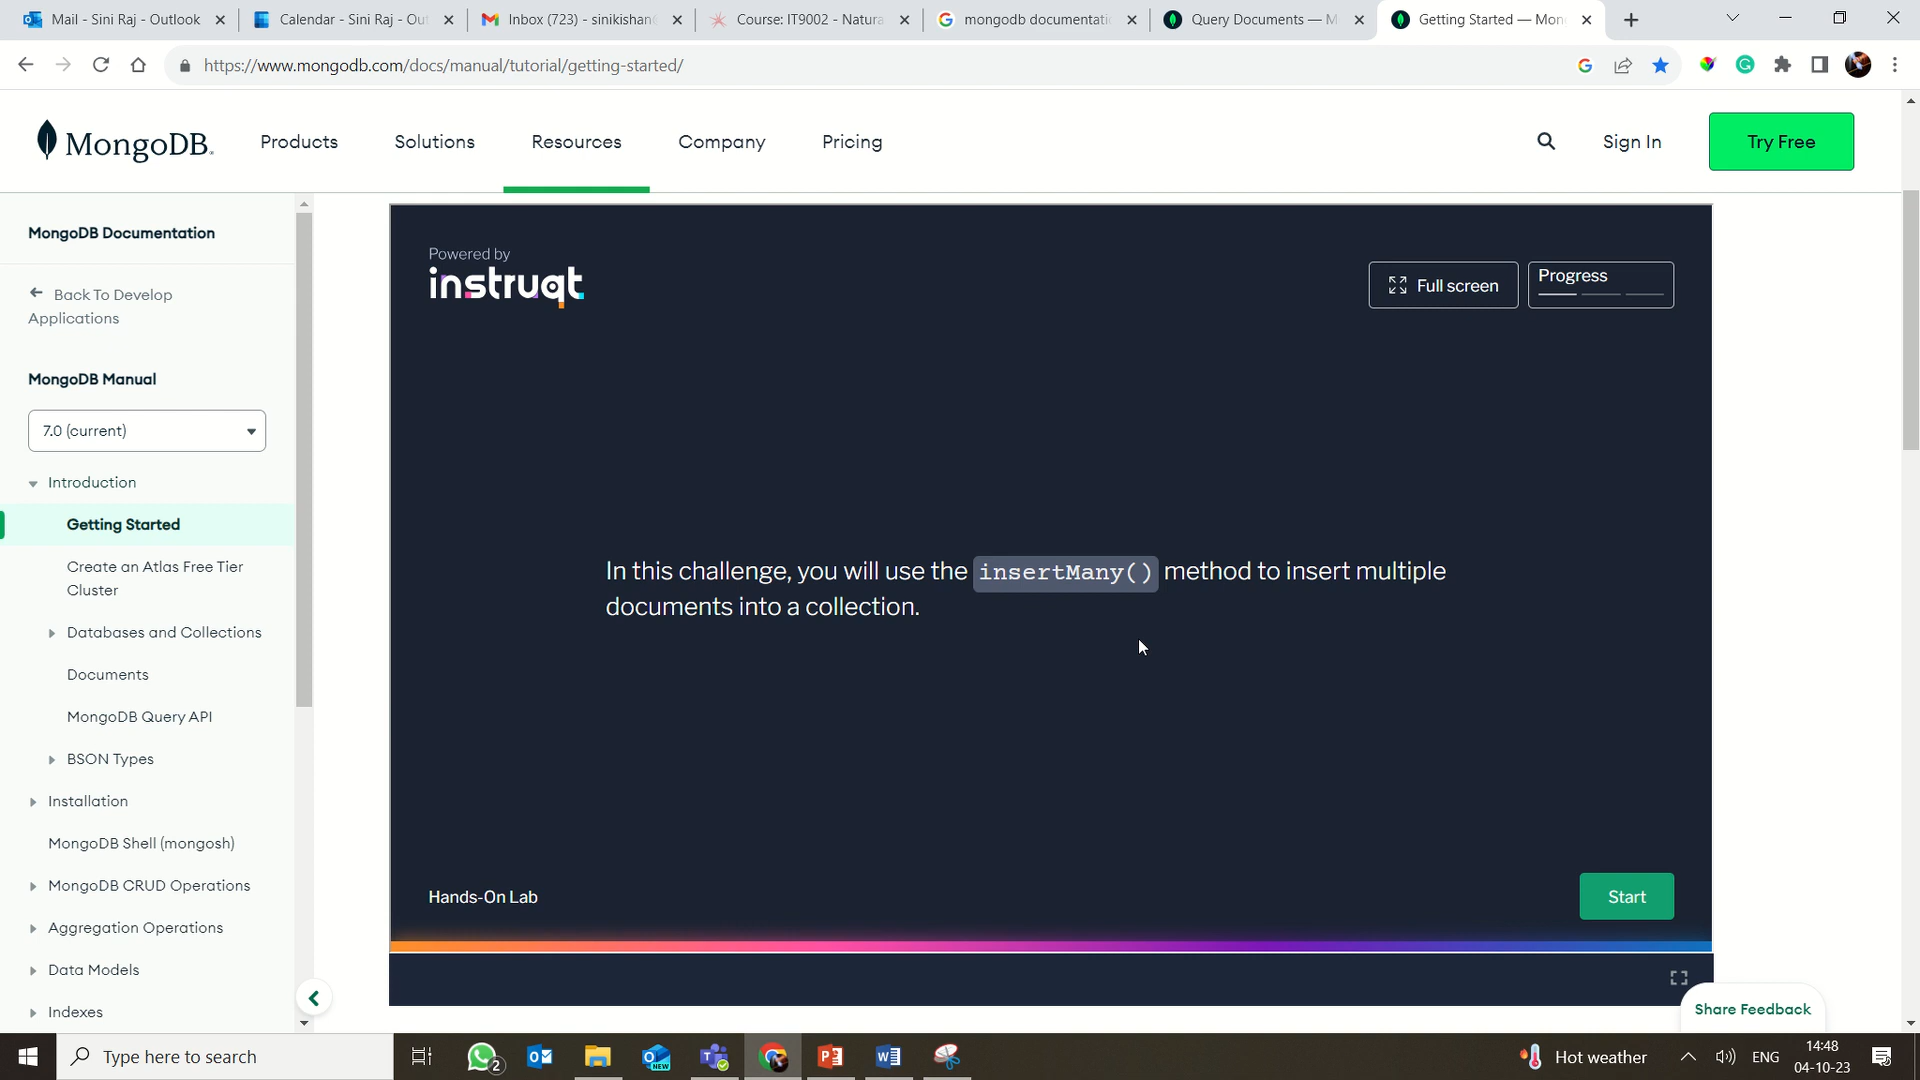 Mail - Sini Raj - Outlook
Calendar - Sini Raj - Out
Inbox (723) - sinikishan
Course: IT9002 - Natura
mongodb documentati
Query Documents — M
Getting Started — Mon
https://www.mongodb.com/docs/manual/tutorial/getting-started/
MongoDB.
Products
Solutions
Resources
Company
Pricing
Sign In
Try Free
MongoDB Documentation
Back To Develop
Applications
MongoDB Manual
7.0 (current)
Introduction
Getting Started
Create an Atlas Free Tier
Cluster
Databases and Collections
Documents
MongoDB Query API
BSON Types
Installation
MongoDB Shell (mongosh)
MongoDB CRUD Operations
Aggregation Operations
Data Models
Indexes
Powered by
instruqt
Full screen
Progress
In this challenge, you will use the insertMany() method to insert multiple
documents into a collection.
Hands-On Lab
Start
Share Feedback
Type here to search
2
NEW
Hot weather
ENG
14:48
04-10-23